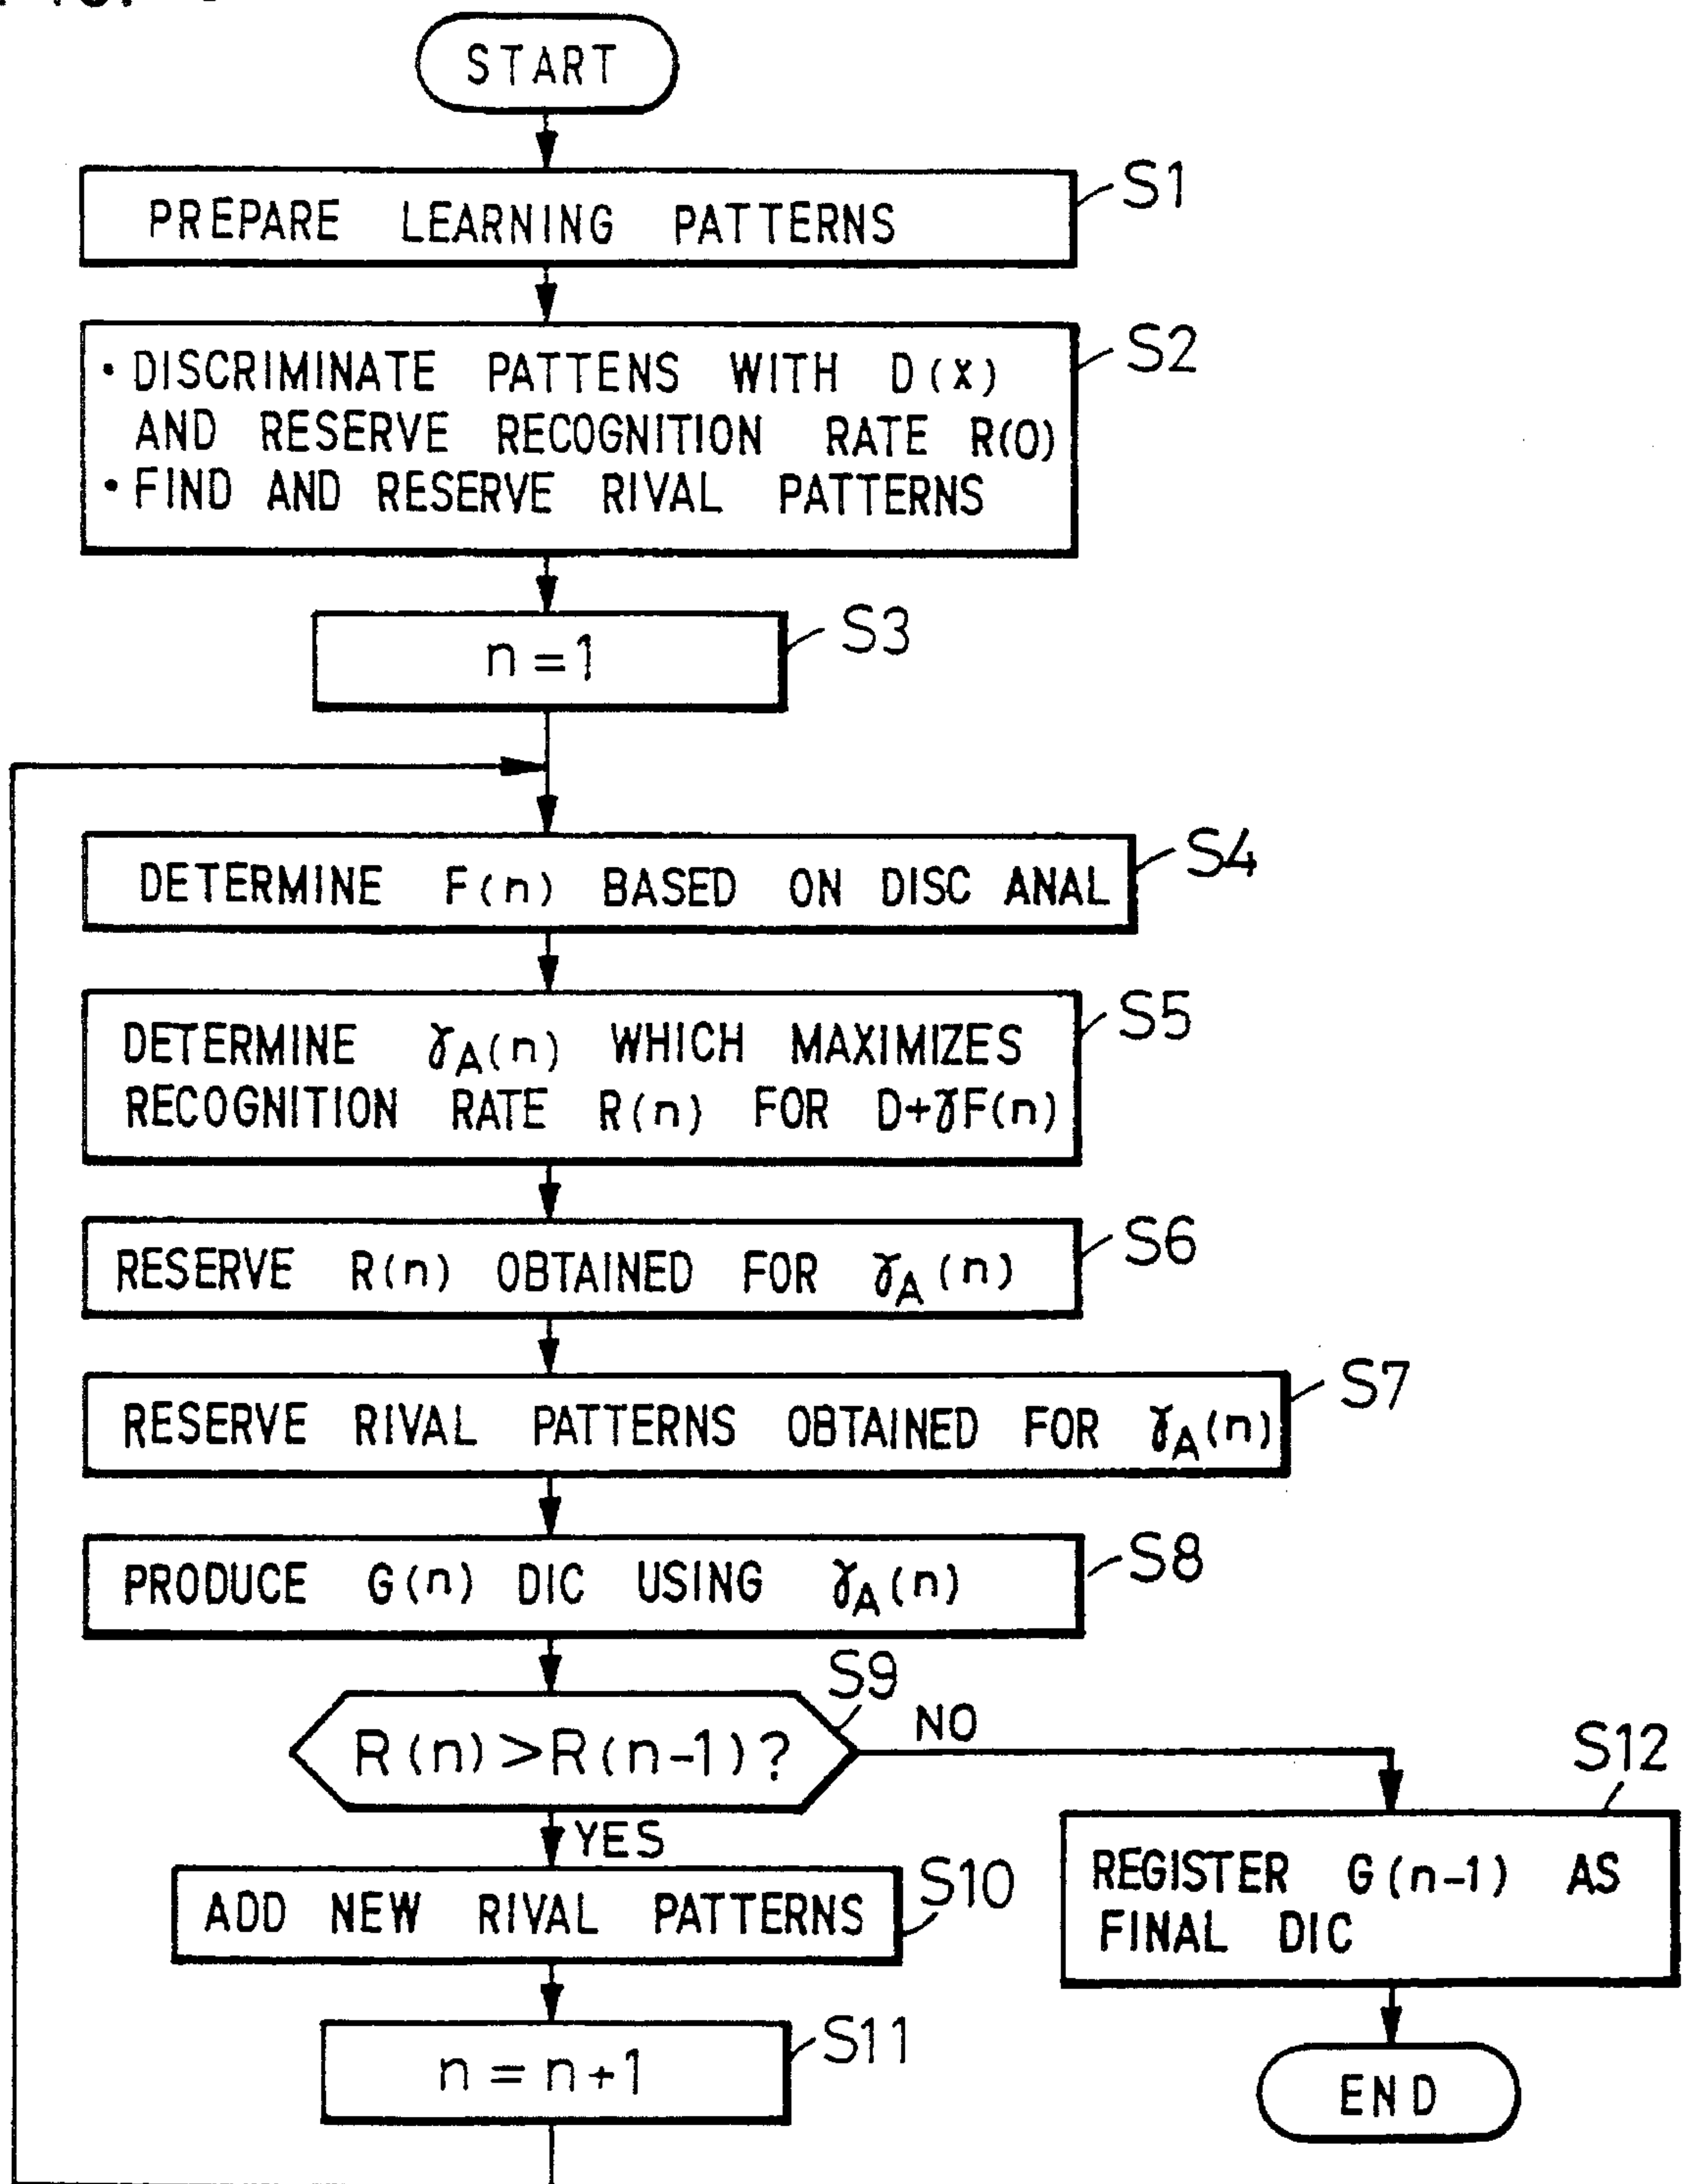 START
S1
PREPARE LEARNING PATTERNS
S2
• DISCRIMINATE PATTENS WITH D(x)
AND RESERVE RECOGNITION RATE R(0)
• FIND AND RESERVE RIVAL PATTERNS
S3
n=1
S4
DETERMINE F(n) BASED ON DISC ANAL
S5
DETERMINE γA(n) WHICH MAXIMIZES
RECOGNITION RATE R(n) FOR D+γF(n)
S6
RESERVE R(n) OBTAINED FOR γA(n)
S7
RESERVE RIVAL PATTERNS OBTAINED FOR γA(n)
S8
PRODUCE G(n) DIC USING γA(n)
S9
R(n)>R(n-1)?
NO
YES
S10
ADD NEW RIVAL PATTERNS
S11
n=n+1
S12
REGISTER G(n-1) AS
FINAL DIC
END